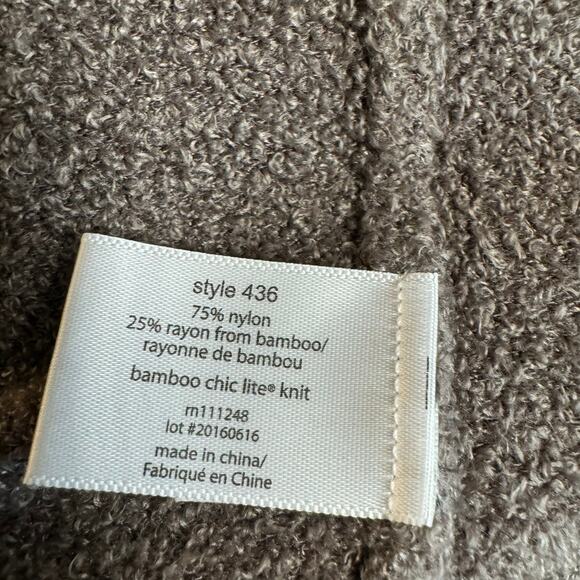 style 436
75% nylon
25% rayon from bamboo/
rayonne de bambou
bamboo chic lite® knit
rn111248
lot #20160616
made in china/
Fabriqué en Chine